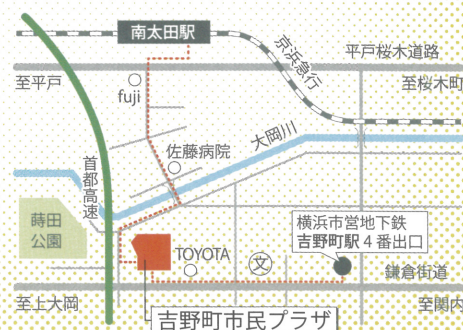 南太田駅
京浜急行
平戸桜木道路
至平戸
至桜木町
fuji
大岡川
佐藤病院
首都高速
蒔田
公園
横浜市営地下鉄
吉野町駅4番出口
TOYOTA
文
鎌倉街道
至上大岡
至関内
吉野町市民プラザ